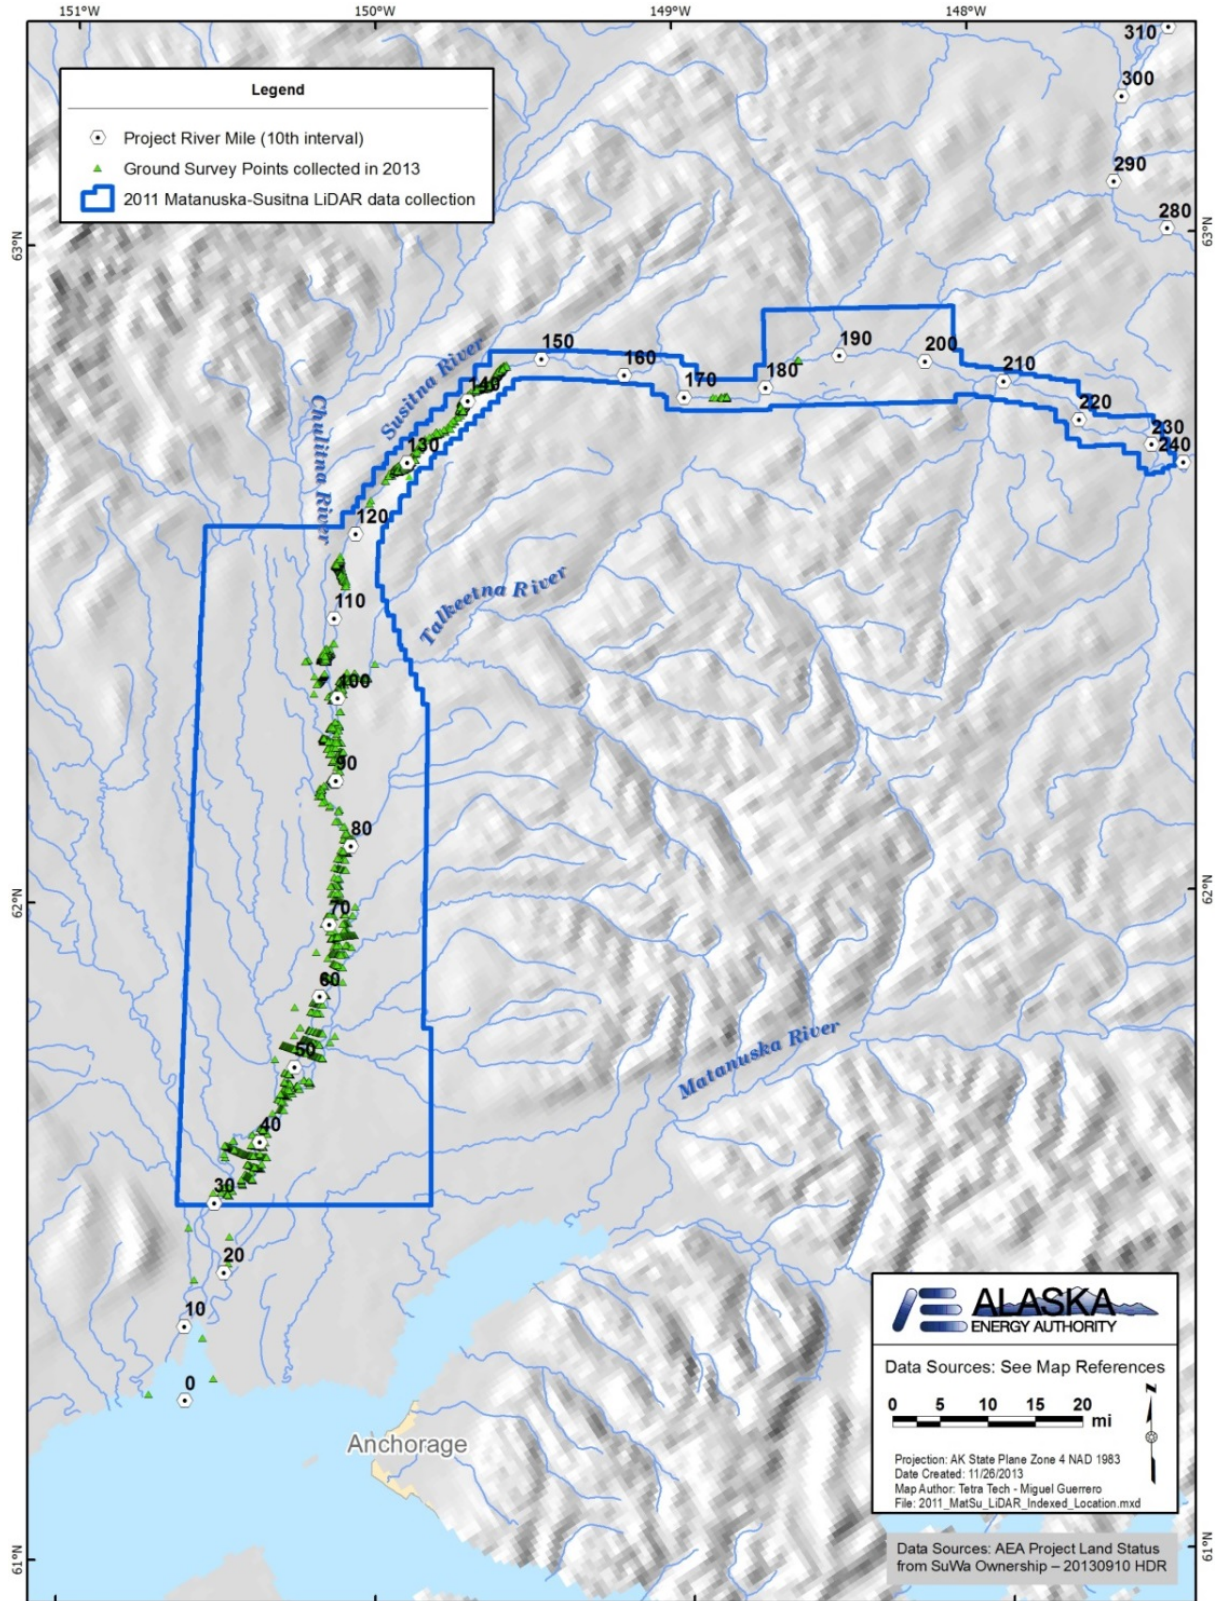 151°W 150°W 149°W 148°W
Legend
Project River Mile (10th interval)
Ground Survey Points collected in 2013
2011 Matanuska-Susitna LiDAR data collection
310
300
290
280
63°N
63°N
150
160
170
180
190
200
210
220
230
240
Susitna River
140
130
Chulitna River
120
110
Talkeetna River
100
90
80
62°N
62°N
70
60
50
Matanuska River
40
30
20
10
0
Anchorage
ALASKA
ENERGY AUTHORITY
Data Sources: See Map References
0 5 10 15 20
mi
N
Projection: AK State Plane Zone 4 NAD 1983
Date Created: 11/26/2013
Map Author: Tetra Tech - Miguel Guerrero
File: 2011_MatSu_LiDAR_Indexed_Location.mxd
Data Sources: AEA Project Land Status
from SuWa Ownership – 20130910 HDR
61°N
61°N